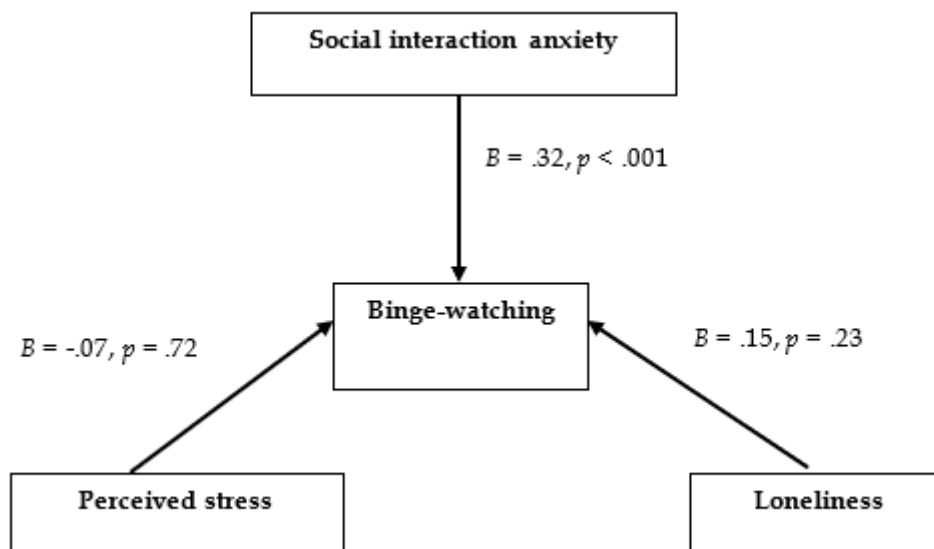 Social interaction anxiety
B = .32, p < .001
Binge-watching
B = -.07, p = .72
B = .15, p = .23
Perceived stress
Loneliness